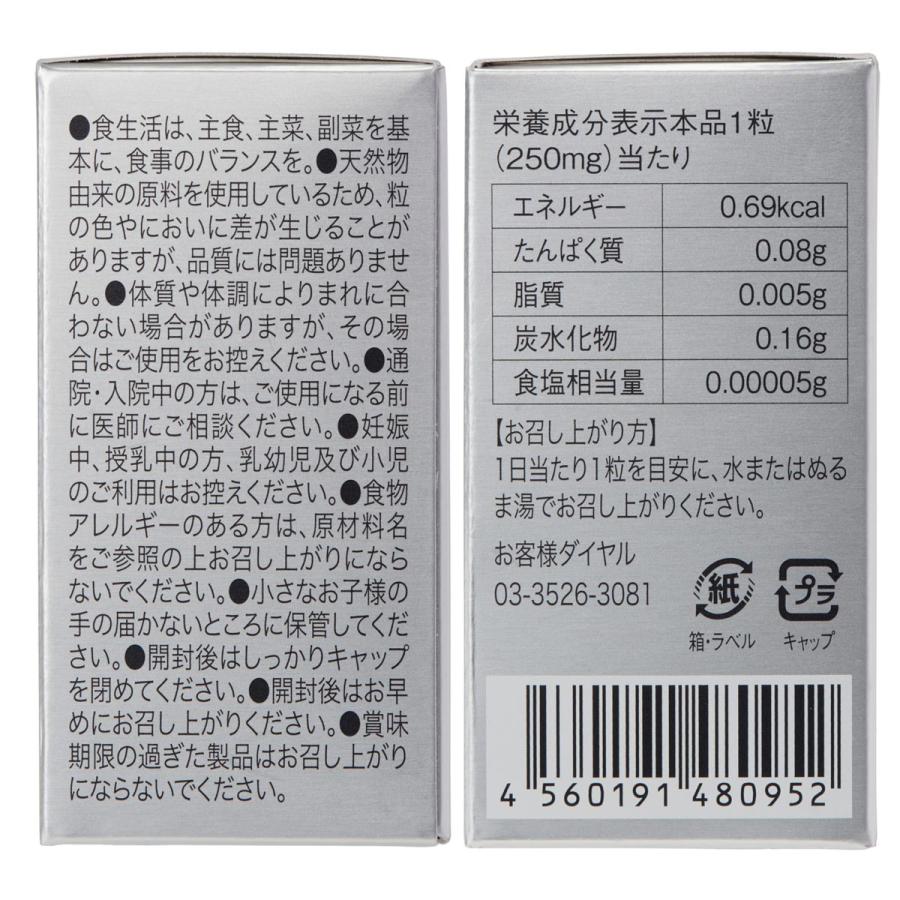 ●食生活は、主食、主菜、副菜を基
本に、食事のバランスを。●天然物
由来の原料を使用しているため、粒
の色やにおいに差が生じることが
ありますが、品質には問題ありませ
ん。●体質や体調によりまれに合
わない場合がありますが、その場
合はご使用をお控えください。●通
院・入院中の方は、ご使用になる前
に医師にご相談ください。●妊娠
中、授乳中の方、乳幼児及び小児
のご利用はお控えください。●食物
アレルギーのある方は、原材料名
をご参照の上お召し上がりになら
ないでください。●小さなお子様の
手の届かないところに保管してくだ
さい。●開封後はしっかりキャップ
を閉めてください。●開封後はお早
めにお召し上がりください。●賞味
期限の過ぎた製品はお召し上がり
にならないでください。
栄養成分表示本品1粒
(250mg)当たり
エネルギー 0.69kcal
たんぱく質 0.08g
脂質 0.005g
炭水化物 0.16g
食塩相当量 0.00005g
【お召し上がり方】
1日当たり1粒を目安に、水またはぬる
ま湯でお召し上がりください。
お客様ダイヤル
03-3526-3081
紙
箱・ラベル
プラ
キャップ
4 560191 480952